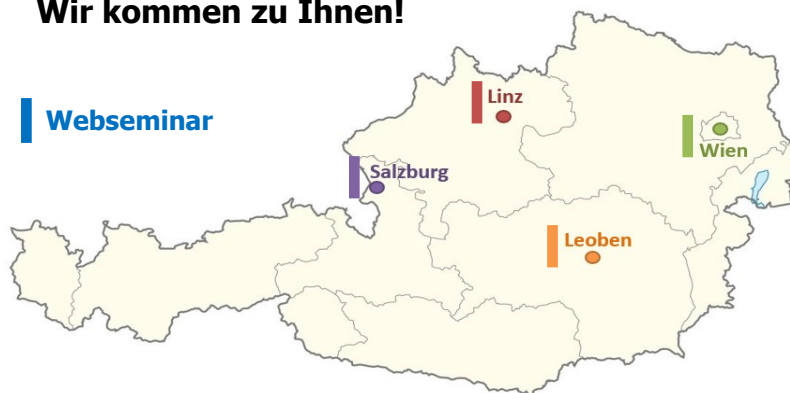 Wir kommen zu Ihnen!
Linz
Webseminar
Wien
Salzburg
Leoben